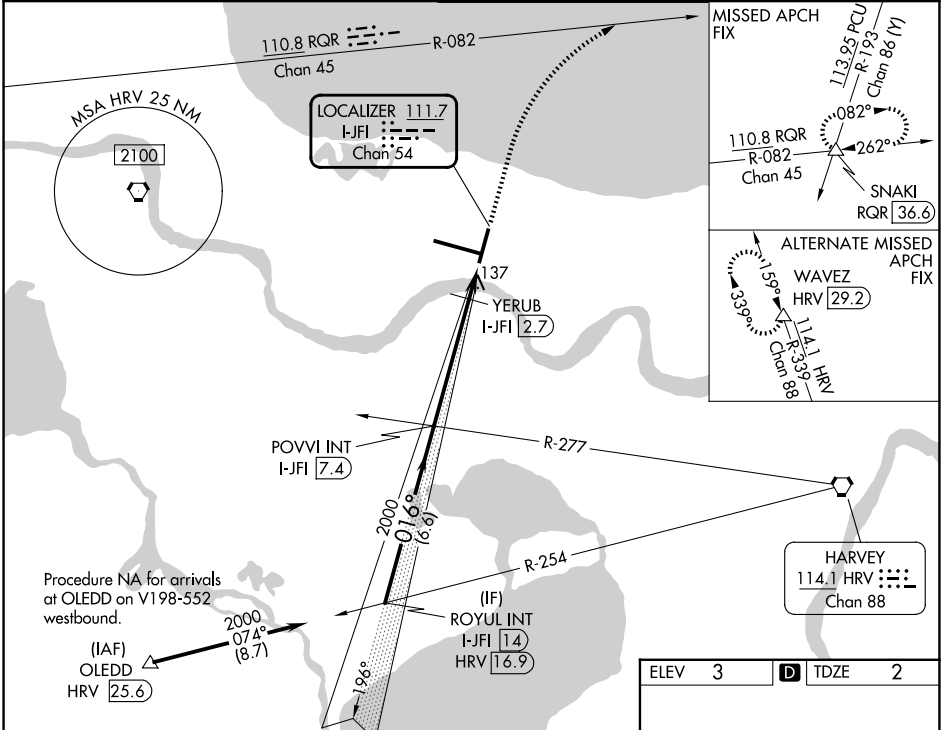 110.8 RQR
Chan 45
R-082
MSA HRV 25 NM
2100
LOCALIZER 111.7
I-JFI
Chan 54
137
YERUB
I-JFI 2.7
POVVI INT
I-JFI 7.4
R-277
2000
016°
(6.6)
R-254
Procedure NA for arrivals
at OLEDD on V198-552
westbound.
(IAF)
OLEDD
HRV 25.6
2000
074°
(8.7)
(IF)
ROYUL INT
I-JFI 14
HRV 16.9
196°
HARVEY
114.1 HRV
Chan 88
MISSED APCH
FIX
113.95 PCU
R-193
Chan 86 (Y)
082°
262°
110.8 RQR
R-082
Chan 45
SNAKI
RQR 36.6
ALTERNATE MISSED
APCH
FIX
WAVEZ
HRV 29.2
159°
339°
114.1 HRV
R-339
Chan 88
ELEV 3
D
TDZE 2